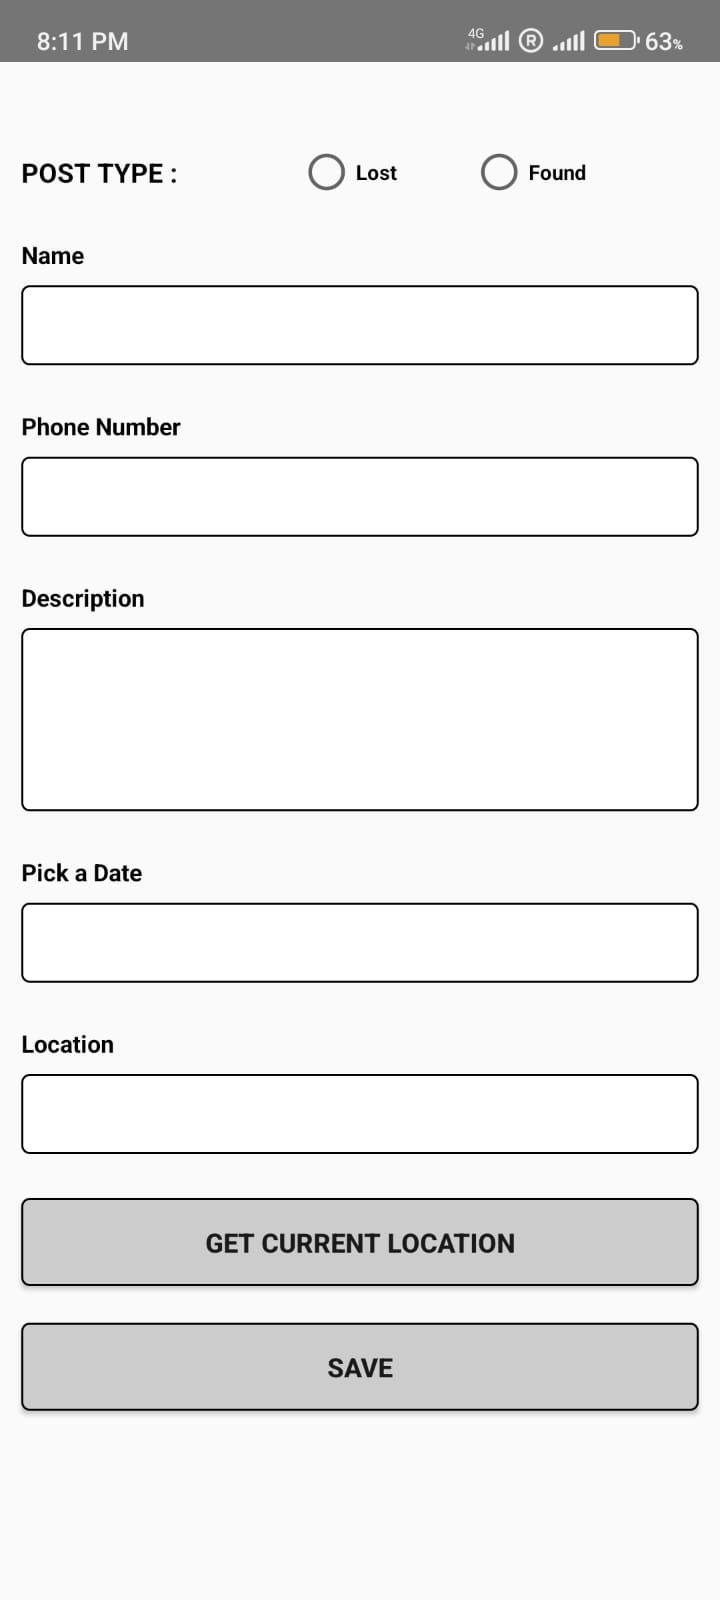 8:11 PM 4G R 63%
POST TYPE : Lost Found
Name
Phone Number
Description
Pick a Date
Location
GET CURRENT LOCATION
SAVE